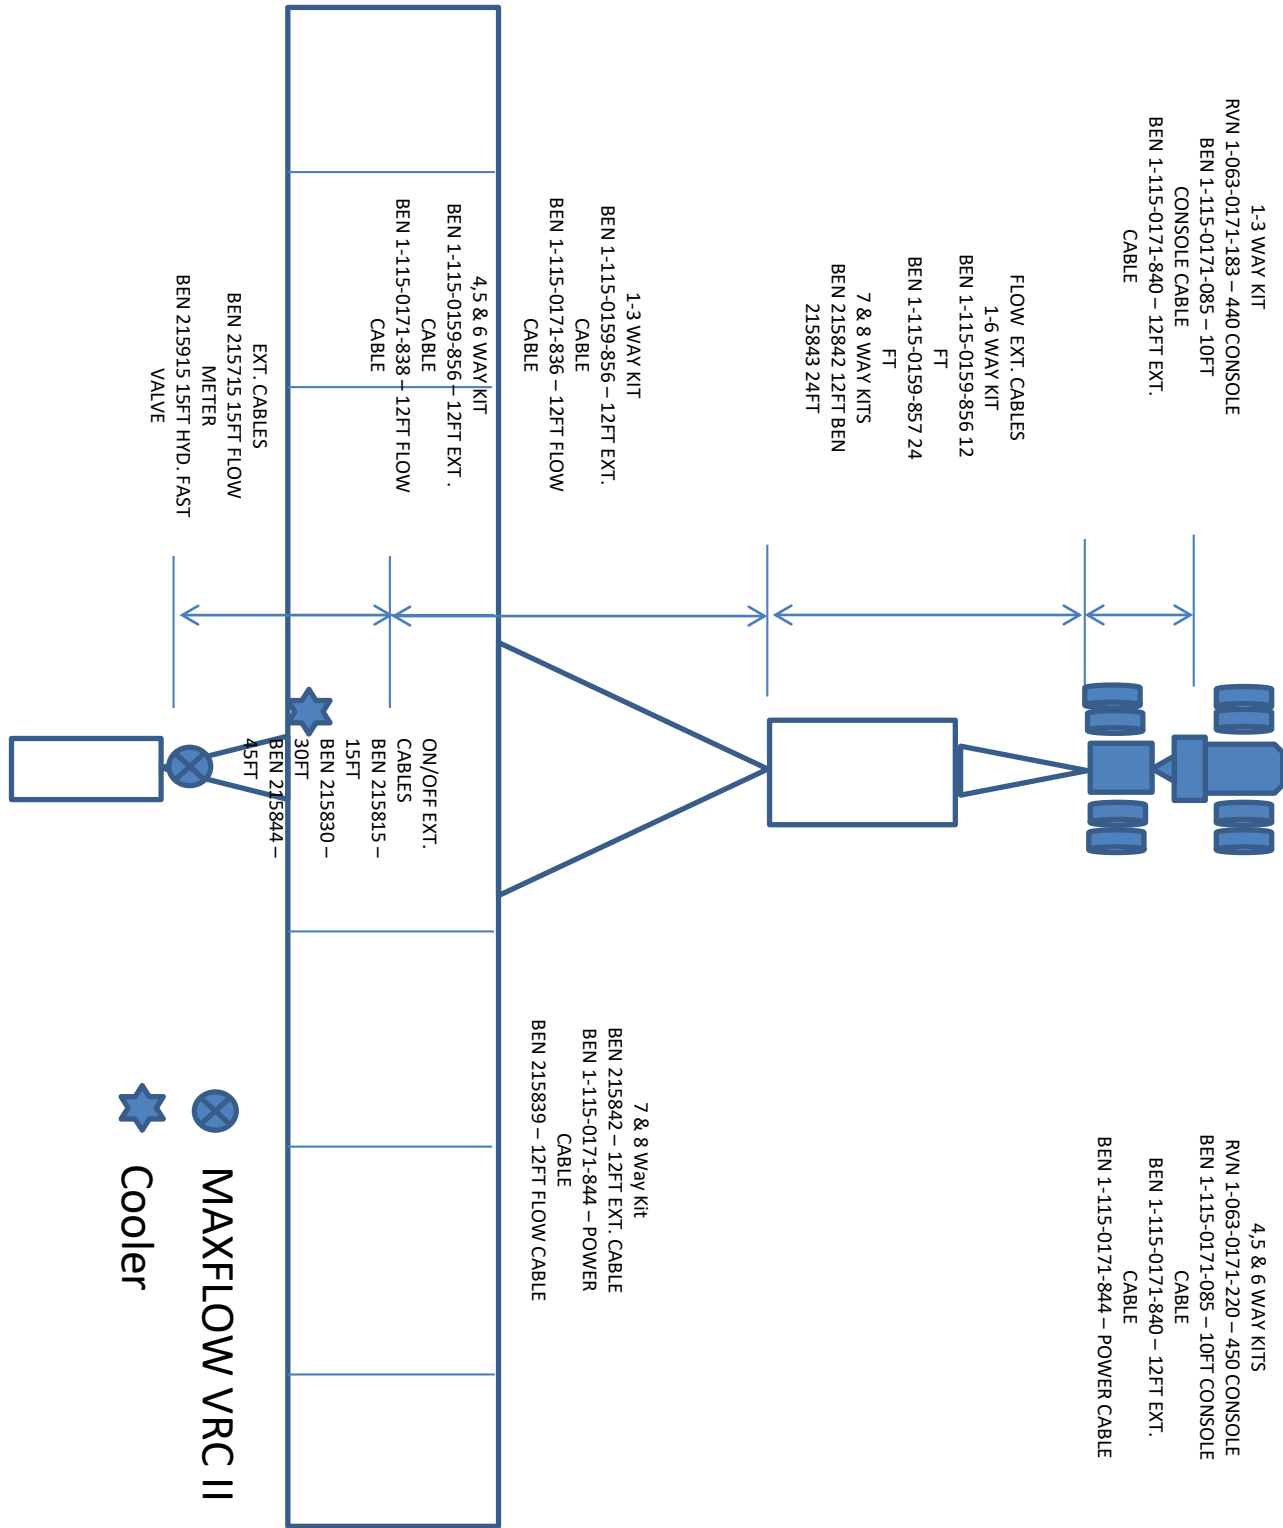 1-3 WAY KIT
RVN 1-063-0171-183 – 440 CONSOLE
BEN 1-115-0171-085 – 10FT
CONSOLE CABLE
BEN 1-115-0171-840 – 12FT EXT.
CABLE
4,5 & 6 WAY KITS
RVN 1-063-0171-220 – 450 CONSOLE
BEN 1-115-0171-085 – 10FT CONSOLE
CABLE
BEN 1-115-0171-840 – 12FT EXT.
CABLE
BEN 1-115-0171-844 – POWER CABLE
FLOW EXT. CABLES
1-6 WAY KIT
BEN 1-115-0159-856 12
FT
BEN 1-115-0159-857 24
FT
7 & 8 WAY KITS
BEN 215842 12FT BEN
215843 24FT
1-3 WAY KIT
BEN 1-115-0159-856 – 12FT EXT.
CABLE
BEN 1-115-0171-836 – 12FT FLOW
CABLE
7 & 8 Way Kit
BEN 215842 – 12FT EXT. CABLE
BEN 1-115-0171-844 – POWER
CABLE
BEN 215839 – 12FT FLOW CABLE
4,5 & 6 WAY KIT
BEN 1-115-0159-856 – 12FT EXT .
CABLE
BEN 1-115-0171-838 – 12FT FLOW
CABLE
ON/OFF EXT.
CABLES
BEN 215815 –
15FT
BEN 215830 –
30FT
BEN 215844 –
45FT
EXT. CABLES
BEN 215715 15FT FLOW
METER
BEN 215915 15FT HYD. FAST
VALVE
MAXFLOW VRC II
Cooler